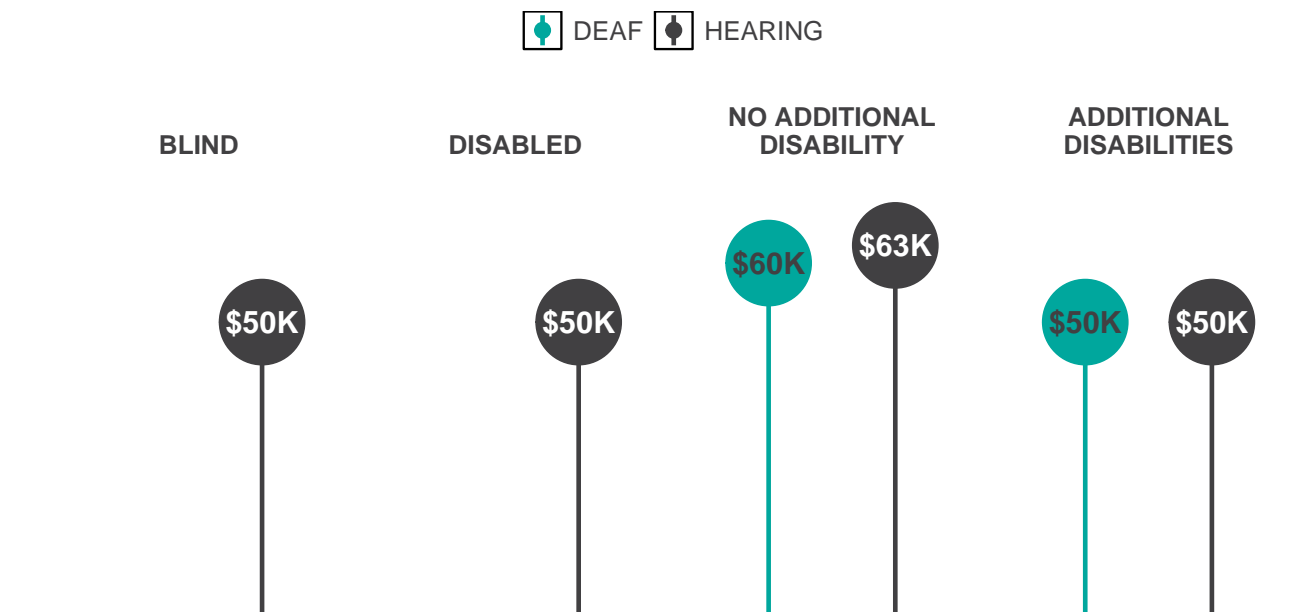 DEAF HEARING
BLIND
DISABLED
NO ADDITIONAL
DISABILITY
ADDITIONAL
DISABILITIES
$50K
$50K
$60K
$63K
$50K
$50K